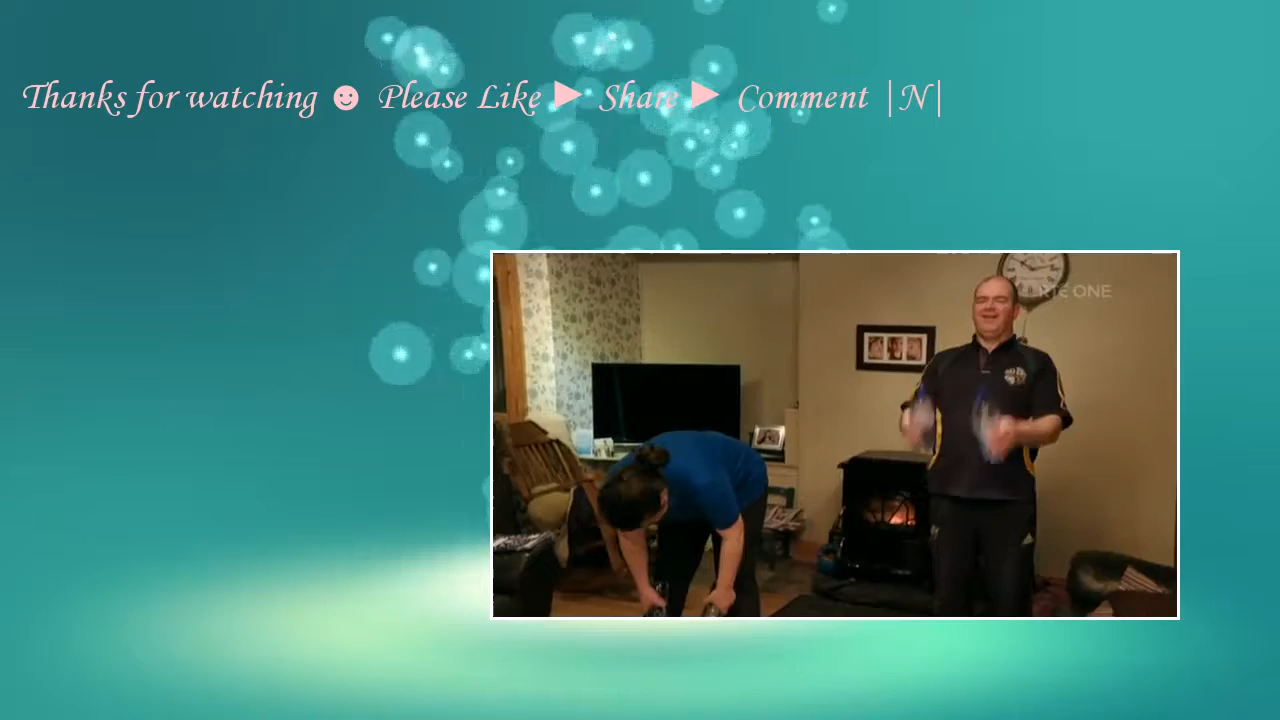 Thanks for watching ☻ Please Like ► Share ► Comment |N|
RTÉ ONE